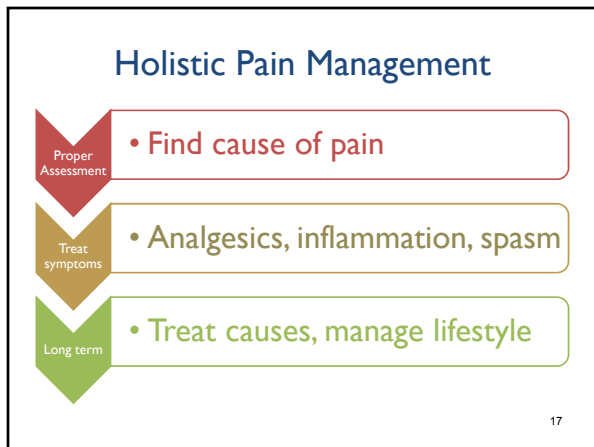 Holistic Pain Management
Proper
Assessment
• Find cause of pain
Treat
symptoms
• Analgesics, inflammation, spasm
Long term
• Treat causes, manage lifestyle
17